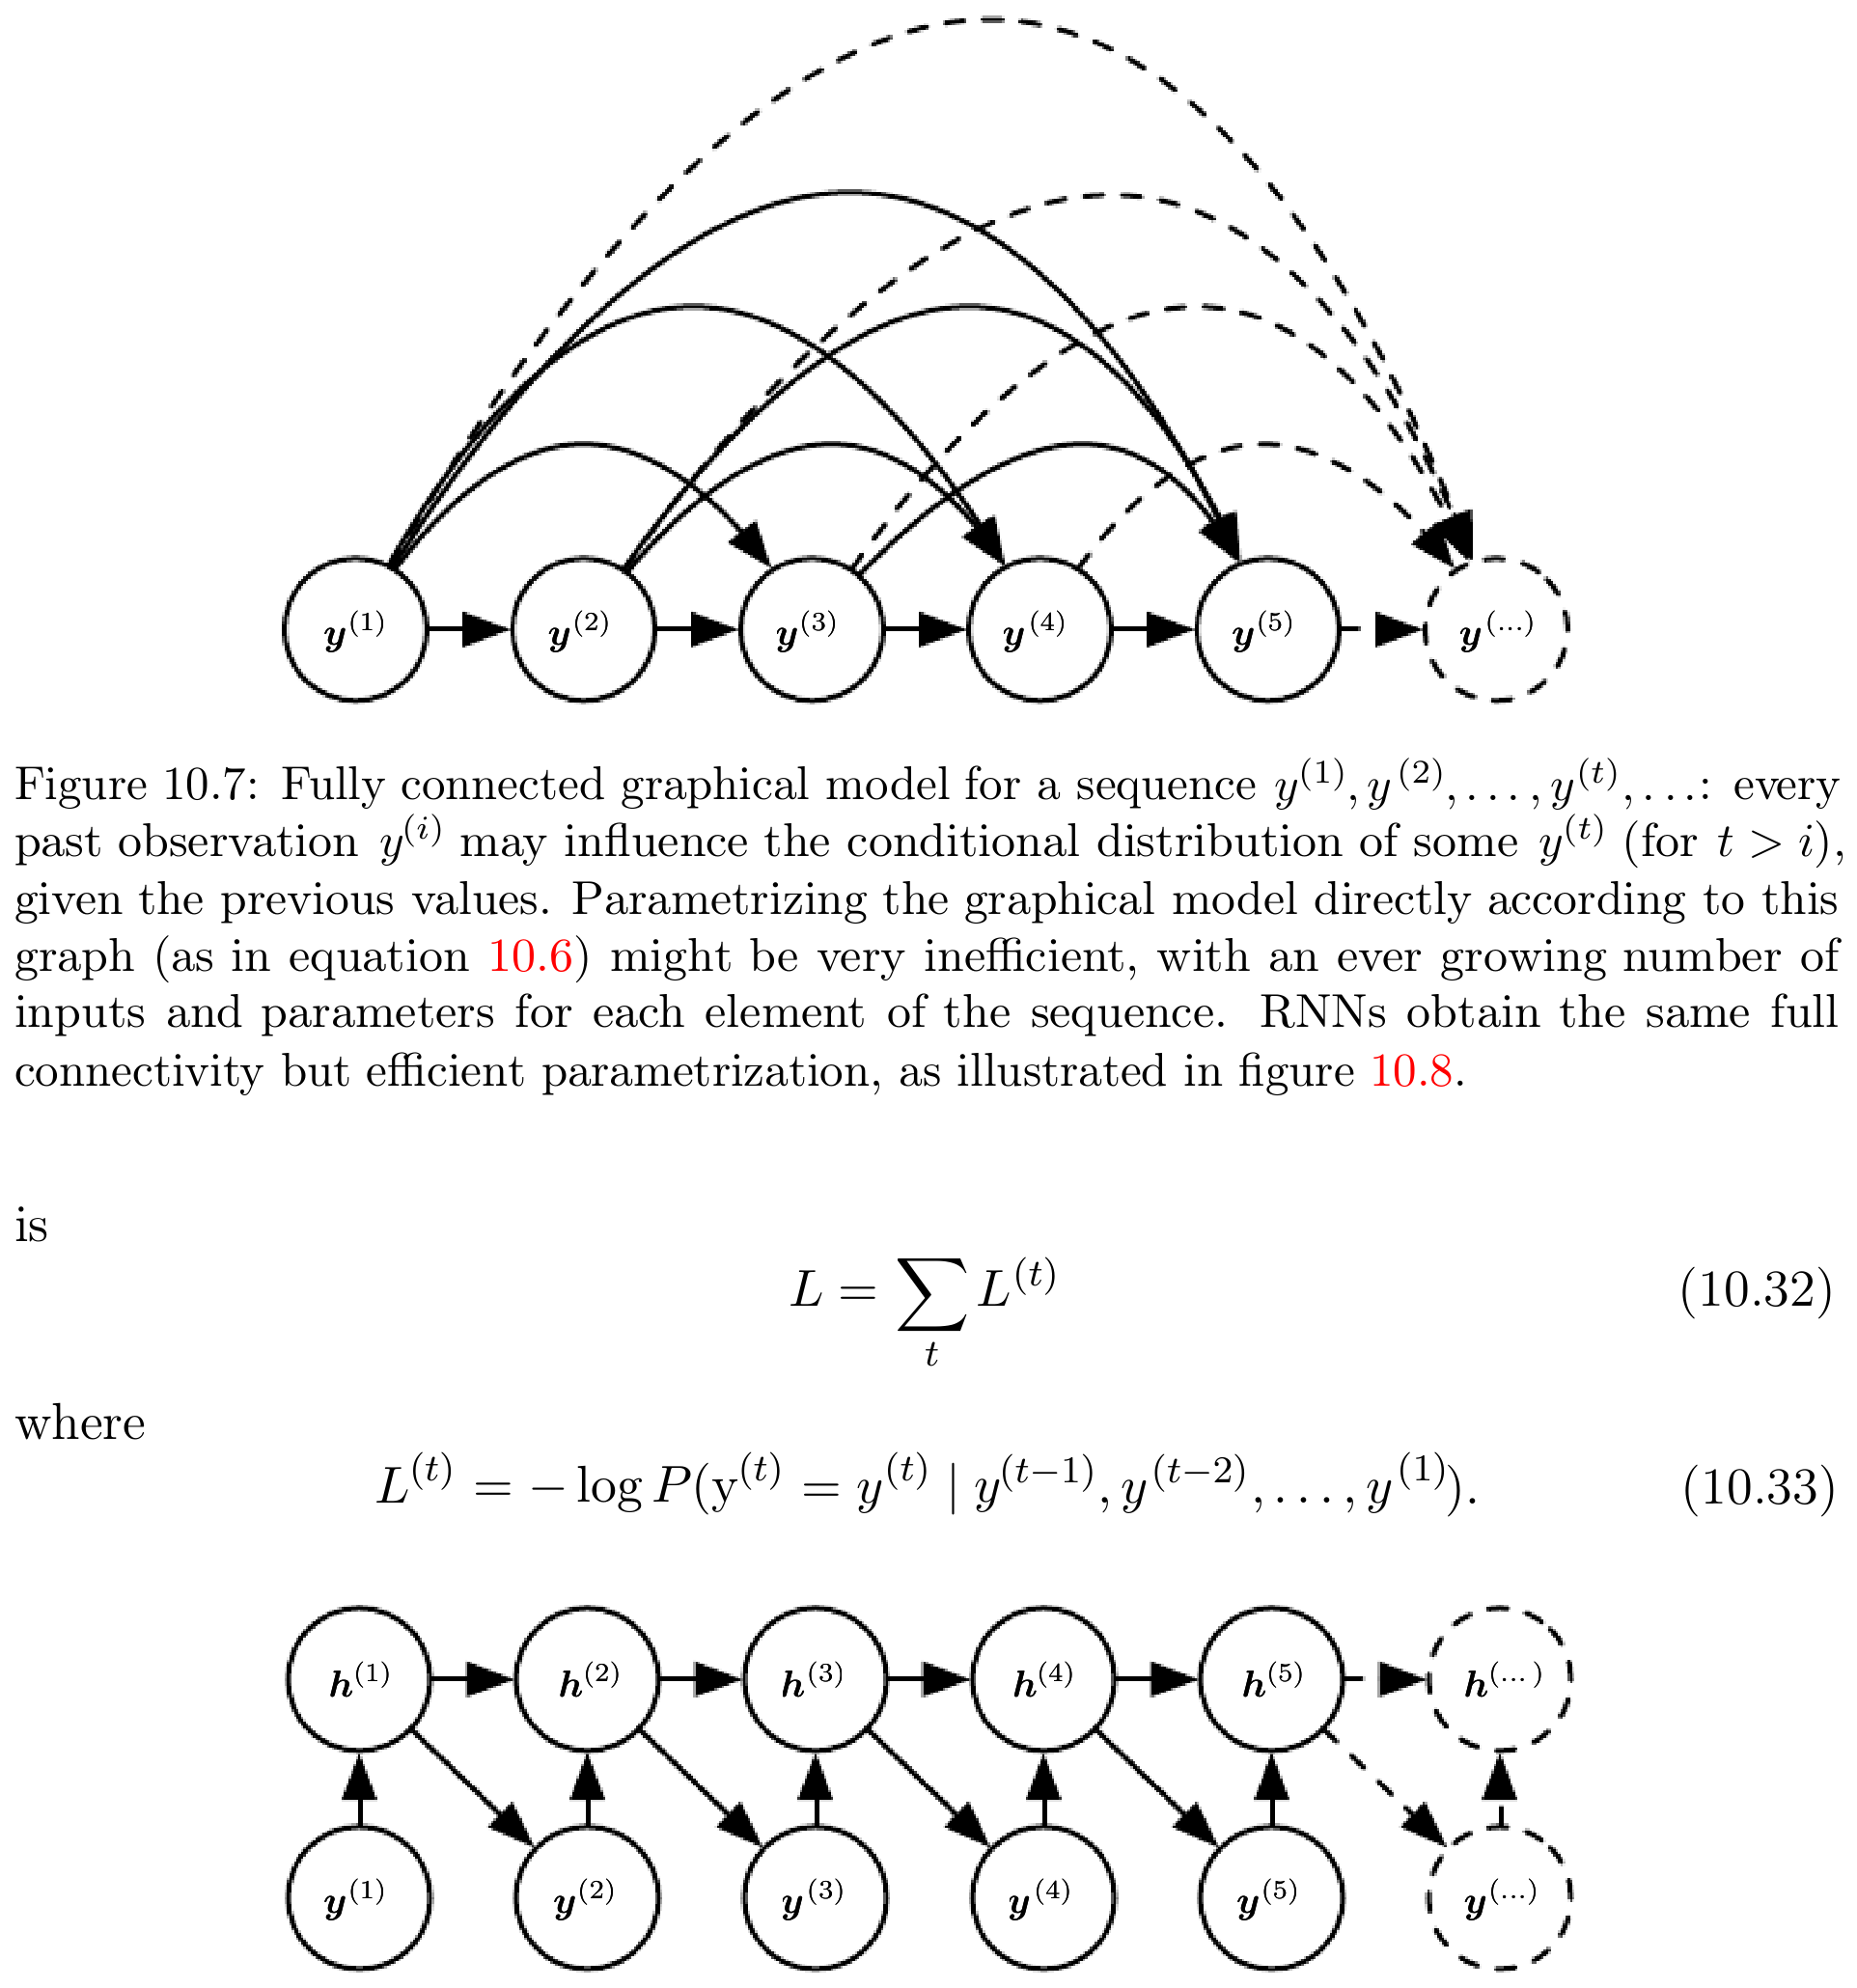 y^(1) y^(2) y^(3) y^(4) y^(5) y^(...)
Figure 10.7: Fully connected graphical model for a sequence y^(1), y^(2), . . . , y^(t), . . .: every
past observation y^(i) may influence the conditional distribution of some y^(t) (for t > i),
given the previous values. Parametrizing the graphical model directly according to this
graph (as in equation 10.6) might be very inefficient, with an ever growing number of
inputs and parameters for each element of the sequence. RNNs obtain the same full
connectivity but efficient parametrization, as illustrated in figure 10.8.
is
L = ∑_t L^(t) (10.32)
where
L^(t) = − log P(y^(t) = y^(t) | y^(t−1), y^(t−2), . . . , y^(1)). (10.33)
h^(1) h^(2) h^(3) h^(4) h^(5) h^(...)
y^(1) y^(2) y^(3) y^(4) y^(5) y^(...)